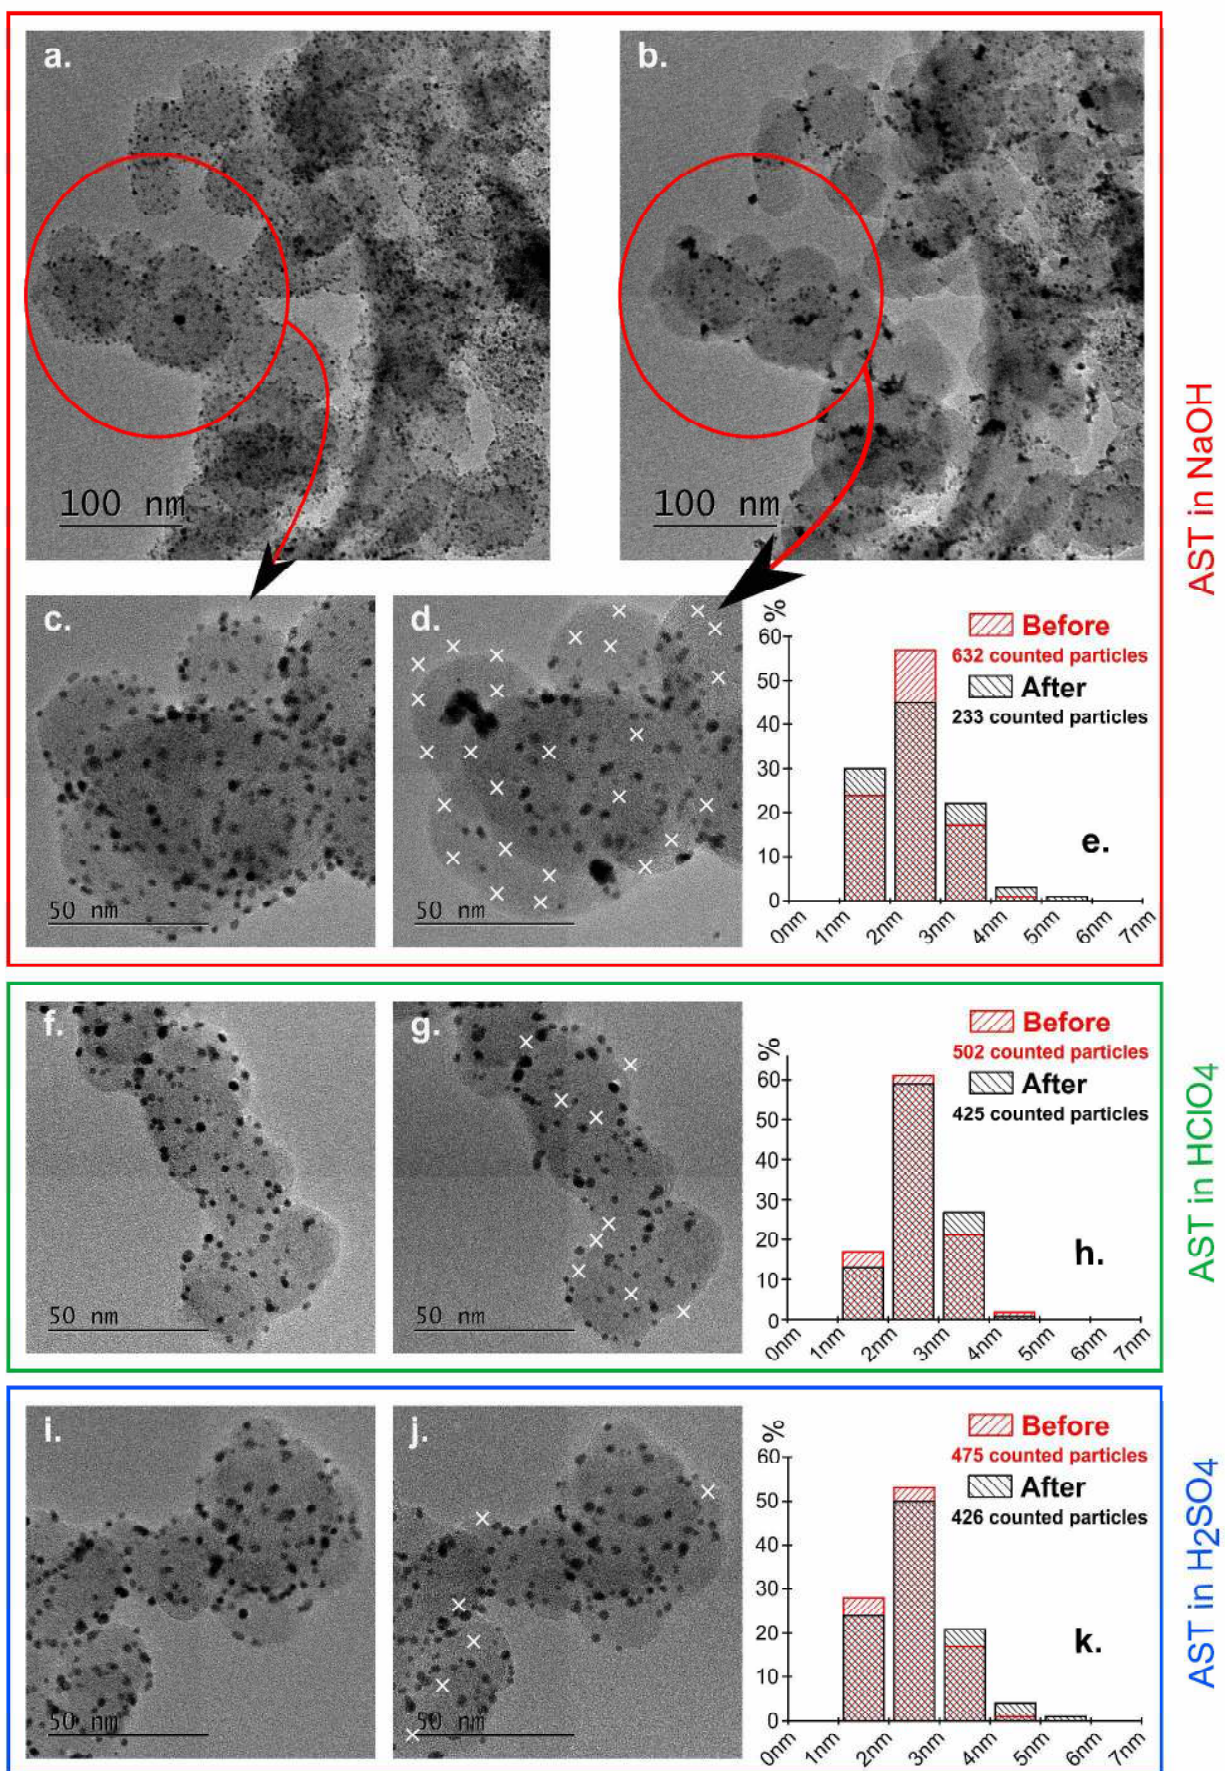 a.
b.
100 nm
100 nm
AST in NaOH
c.
d.
50 nm
50 nm
%
60
50
40
30
20
10
0
0nm
1nm
2nm
3nm
4nm
5nm
6nm
7nm
Before
632 counted particles
After
233 counted particles
e.
f.
g.
50 nm
50 nm
%
60
50
40
30
20
10
0
0nm
1nm
2nm
3nm
4nm
5nm
6nm
7nm
Before
502 counted particles
After
425 counted particles
h.
AST in HClO4
i.
j.
50 nm
50 nm
%
60
50
40
30
20
10
0
0nm
1nm
2nm
3nm
4nm
5nm
6nm
7nm
Before
475 counted particles
After
426 counted particles
k.
AST in H2SO4